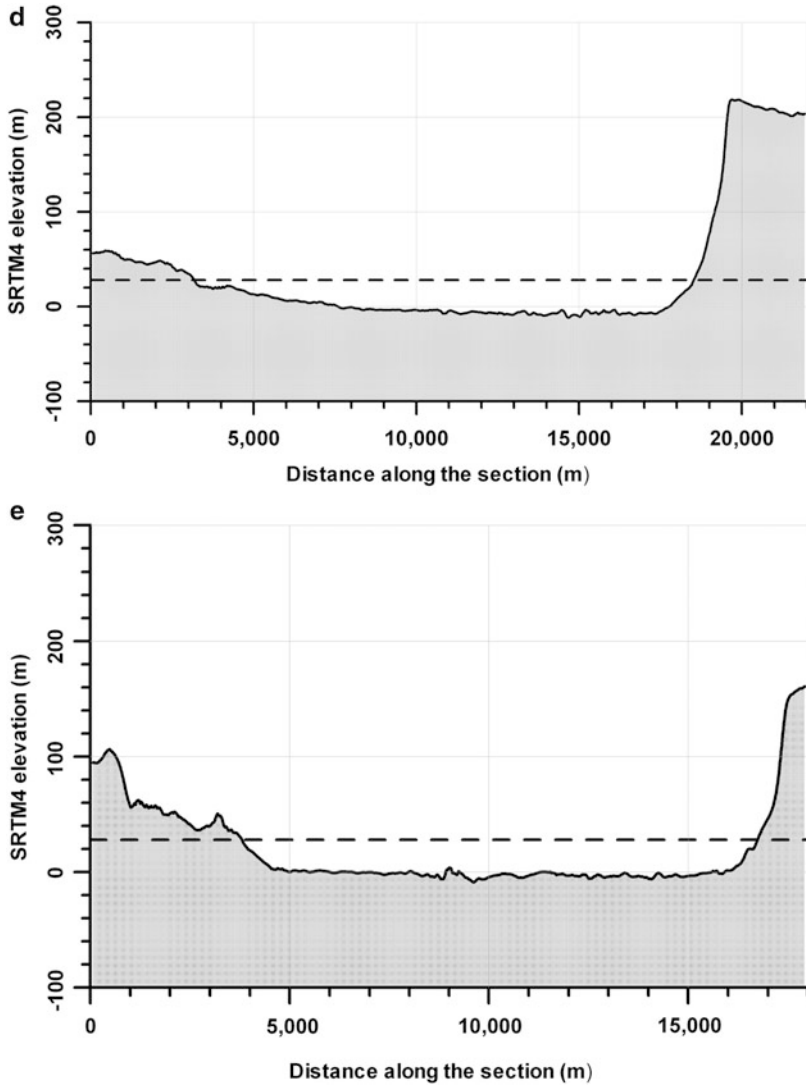 d
300
200
100
0
-100
SRTM4 elevation (m)
0 5,000 10,000 15,000 20,000
Distance along the section (m)
e
300
200
100
0
-100
SRTM4 elevation (m)
0 5,000 10,000 15,000
Distance along the section (m)